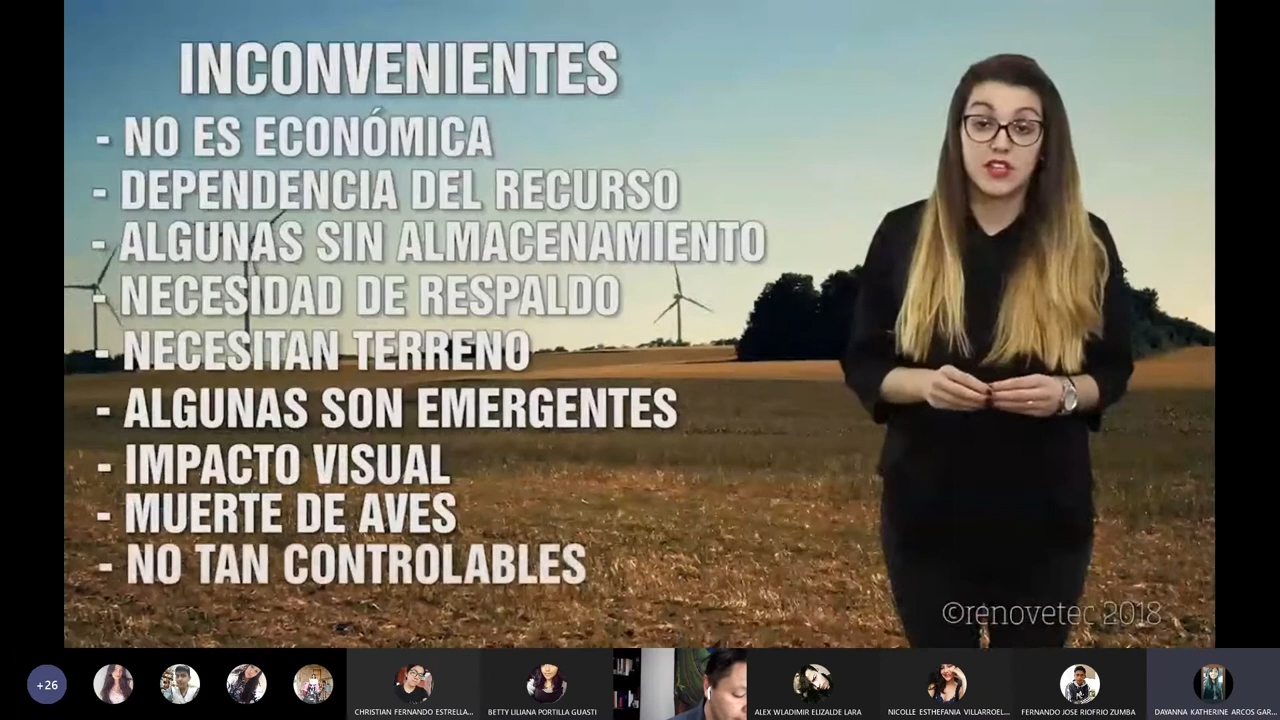 INCONVENIENTES
- NO ES ECONÓMICA
- DEPENDENCIA DEL RECURSO
- ALGUNAS SIN ALMACENAMIENTO
- NECESIDAD DE RESPALDO
- NECESITAN TERRENO
- ALGUNAS SON EMERGENTES
- IMPACTO VISUAL
- MUERTE DE AVES
- NO TAN CONTROLABLES
©renovetec 2018
+26
CHRISTIAN FERNANDO ESTRELLA...
BETTY LILIANA PORTILLA GUASTI
ALEX WLADIMIR ELIZALDE LARA
NICOLLE ESTHEFANIA VILLARROEL...
FERNANDO JOSE RIOFRIO ZUMBA
DAYANNA KATHERINE ARCOS GAR...